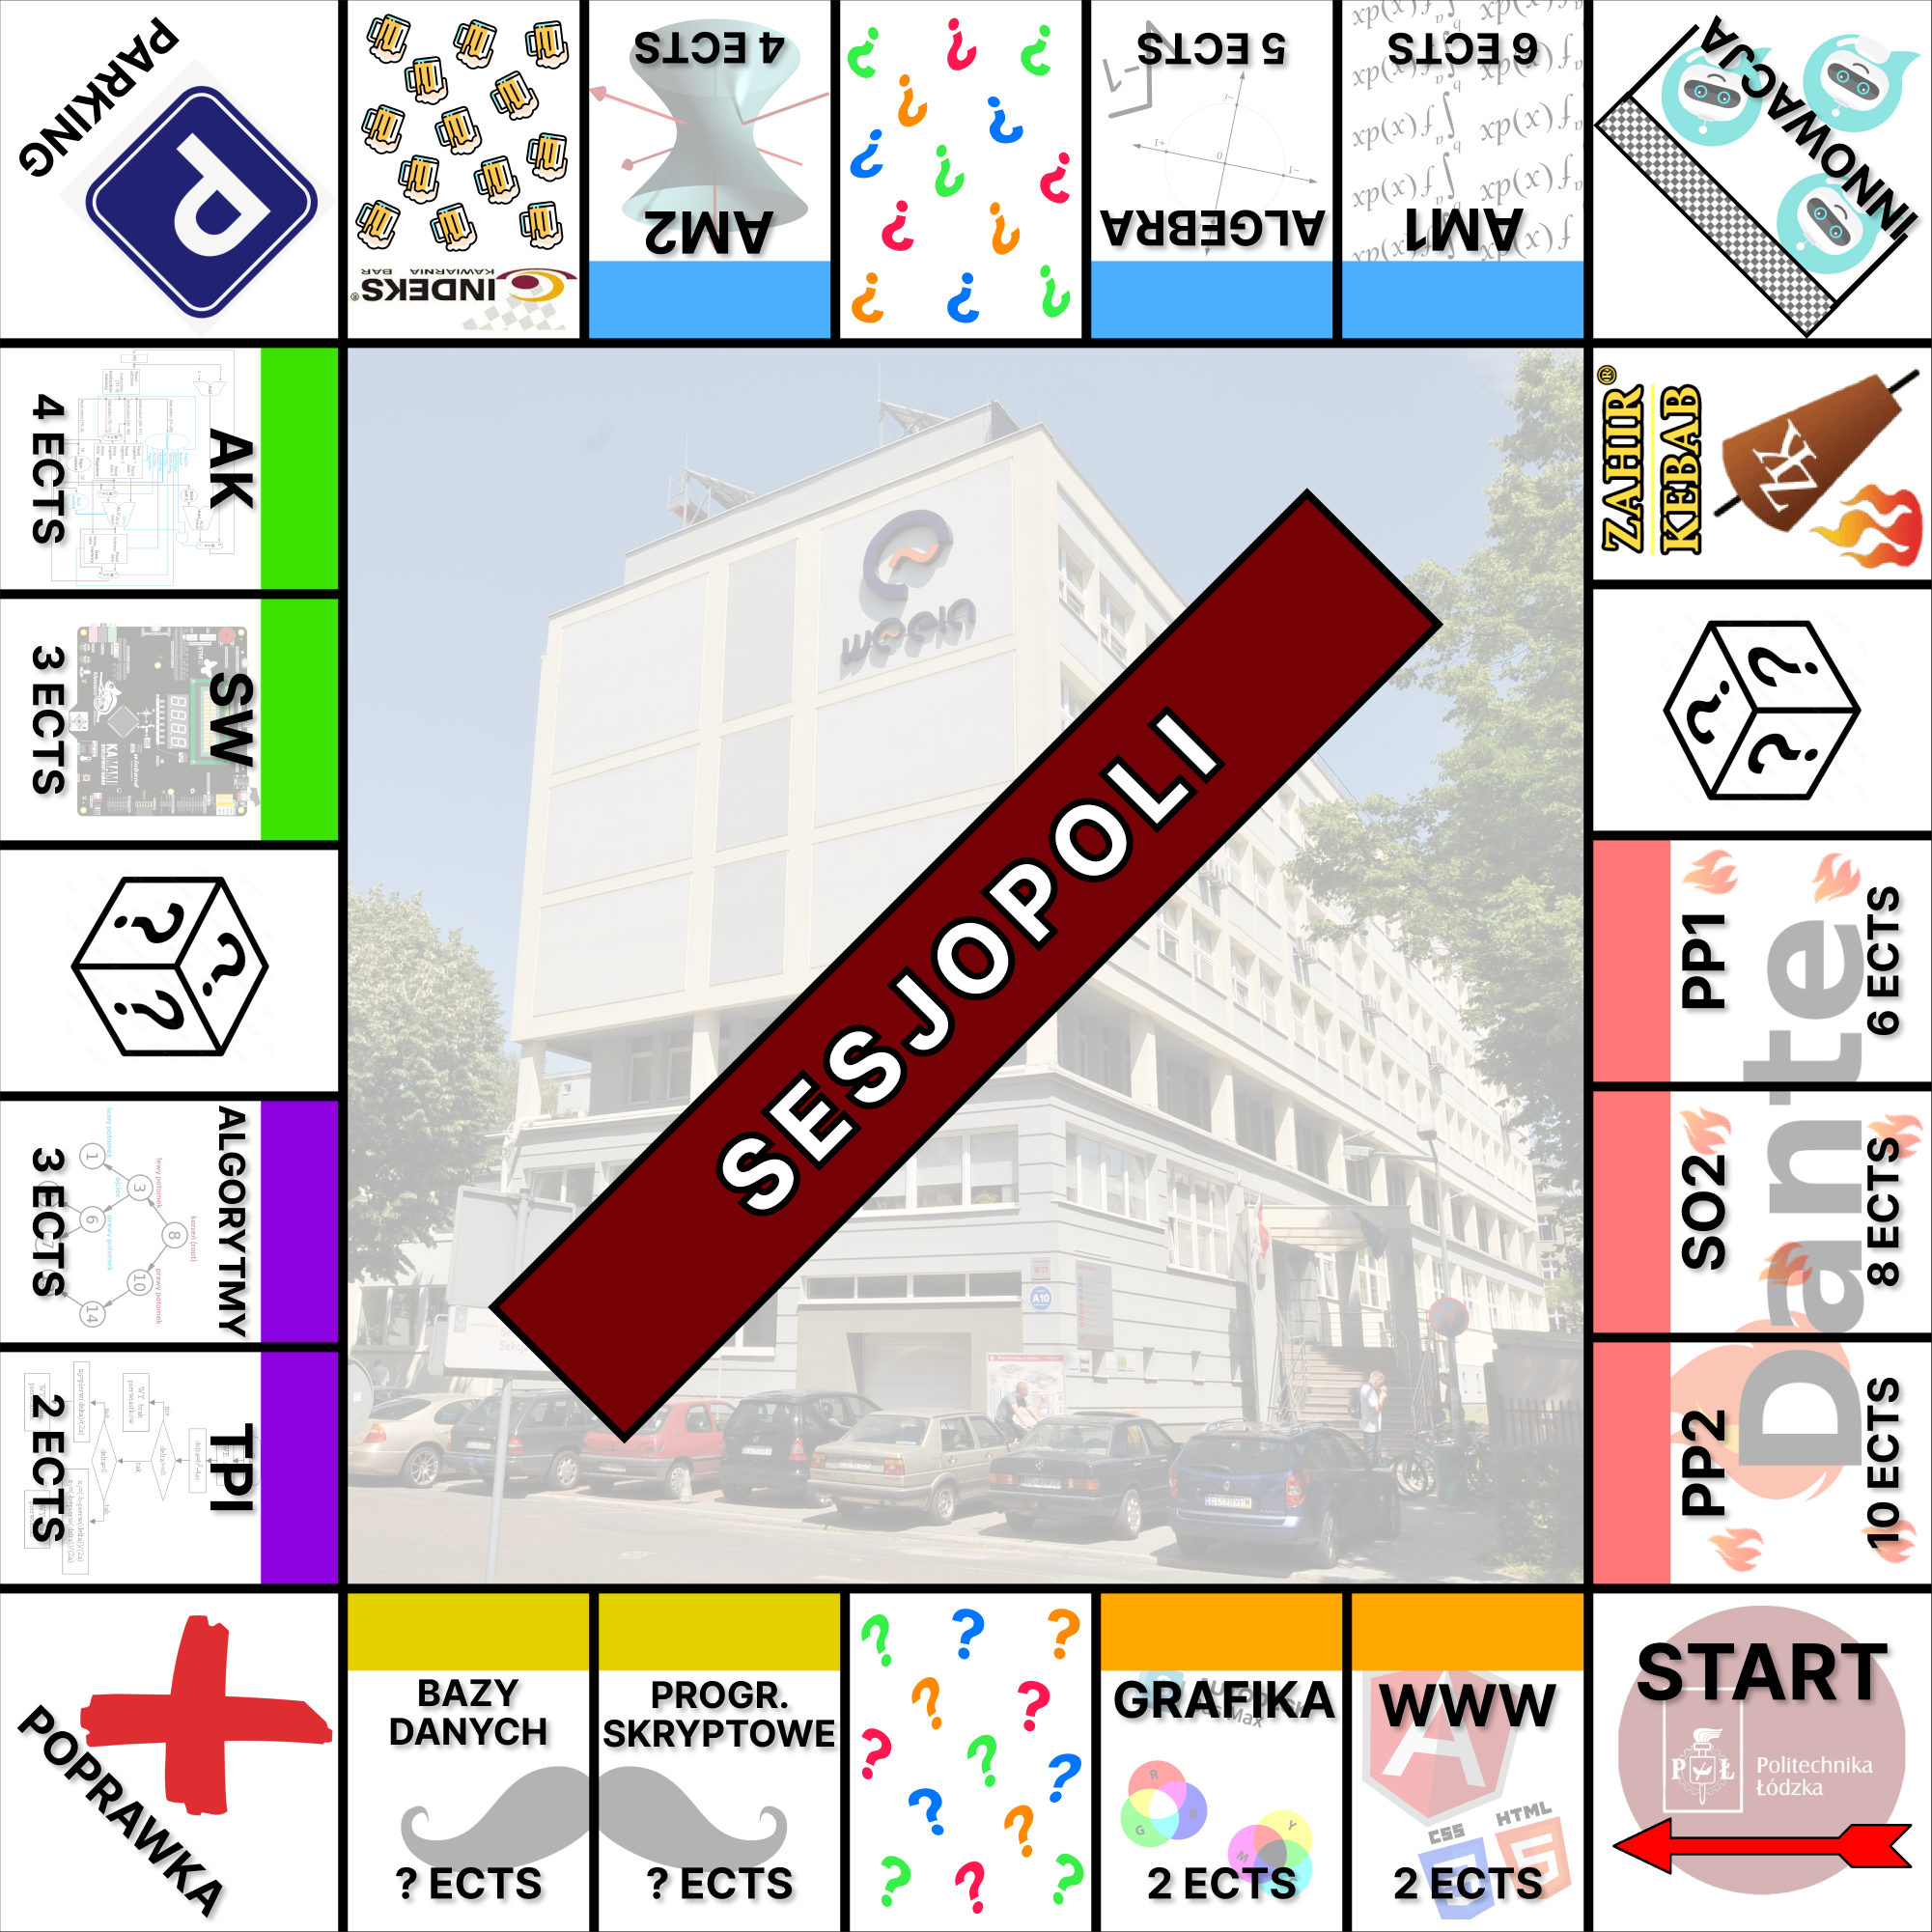 PARKING
P
INDEKS®
KAWIARNIA BAR
4 ECTS
AM2
5 ECTS
ALGEBRA
6 ECTS
AM1
INNOWACJA
AK
4 ECTS
SW
3 ECTS
ALGORYTMY
3 ECTS
TPI
2 ECTS
weeia
SESJOPOLI
A10
ZAHIR®
KEBAB
ZK
PP1
6 ECTS
SO2
8 ECTS
PP2
10 ECTS
Dante
POPRAWKA
BAZY
DANYCH
? ECTS
PROGR.
SKRYPTOWE
? ECTS
GRAFIKA
R
G
B
Y
M
2 ECTS
WWW
A
CSS
HTML
2 ECTS
START
Politechnika
Łódzka